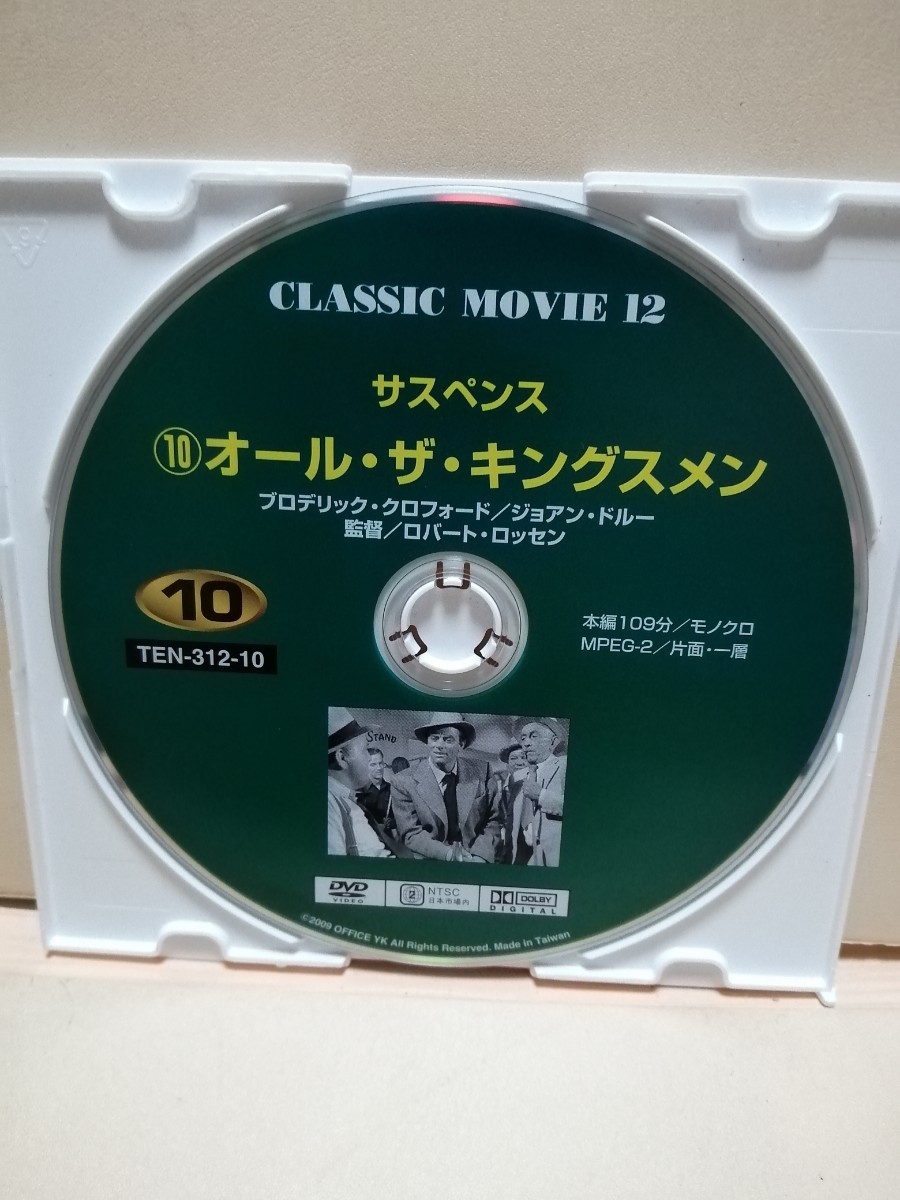 CLASSIC MOVIE 12
サスペンス
⑩オール・ザ・キングスメン
ブロデリック・クロフォード／ジョアン・ドルー
監督／ロバート・ロッセン
10
TEN-312-10
本編109分／モノクロ
MPEG-2／片面・一層
STAND
DVD
VIDEO
2
NTSC
日本市場内
DOLBY
DIGITAL
©2009 OFFICE YK All Rights Reserved. Made in Taiwan